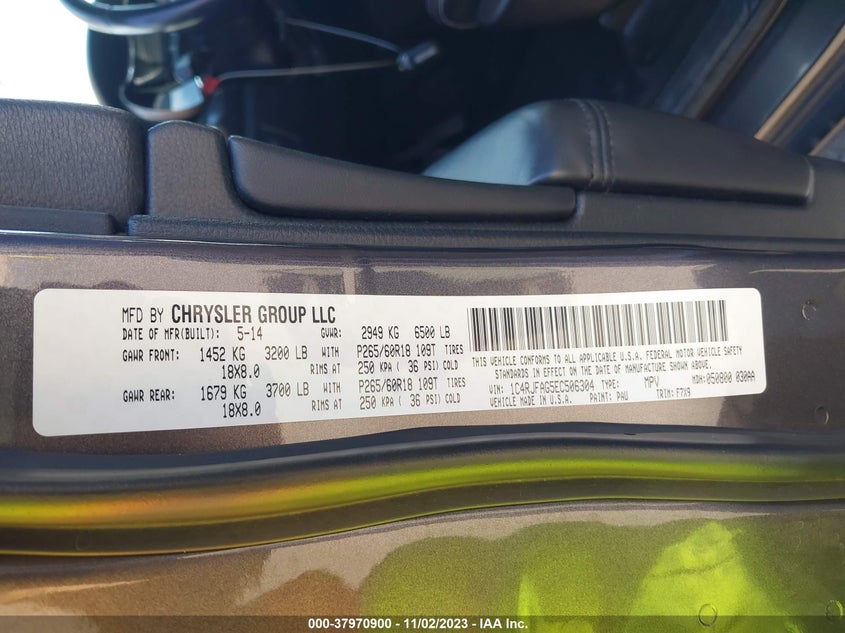 MFD BY CHRYSLER GROUP LLC
DATE OF MFR(BUILT): 5-14 GVWR: 2949 KG 6500 LB
GAWR FRONT: 1452 KG 3200 LB WITH P265/60R18 109T TIRES
18X8.0 RIMS AT 250 KPA ( 36 PSI) COLD
GAWR REAR: 1679 KG 3700 LB WITH P265/60R18 109T TIRES
18X8.0 RIMS AT 250 KPA ( 36 PSI) COLD
THIS VEHICLE CONFORMS TO ALL APPLICABLE U.S.A. FEDERAL MOTOR VEHICLE SAFETY
STANDARDS IN EFFECT ON THE DATE OF MANUFACTURE SHOWN ABOVE.
VIN: 1C4RJFAG5EC506304 TYPE: MPV MDH: 050800 030AA
VEHICLE MADE IN U.S.A. PAINT: PAU TRIM: F7X9
000-37970900 - 11/02/2023 - IAA Inc.